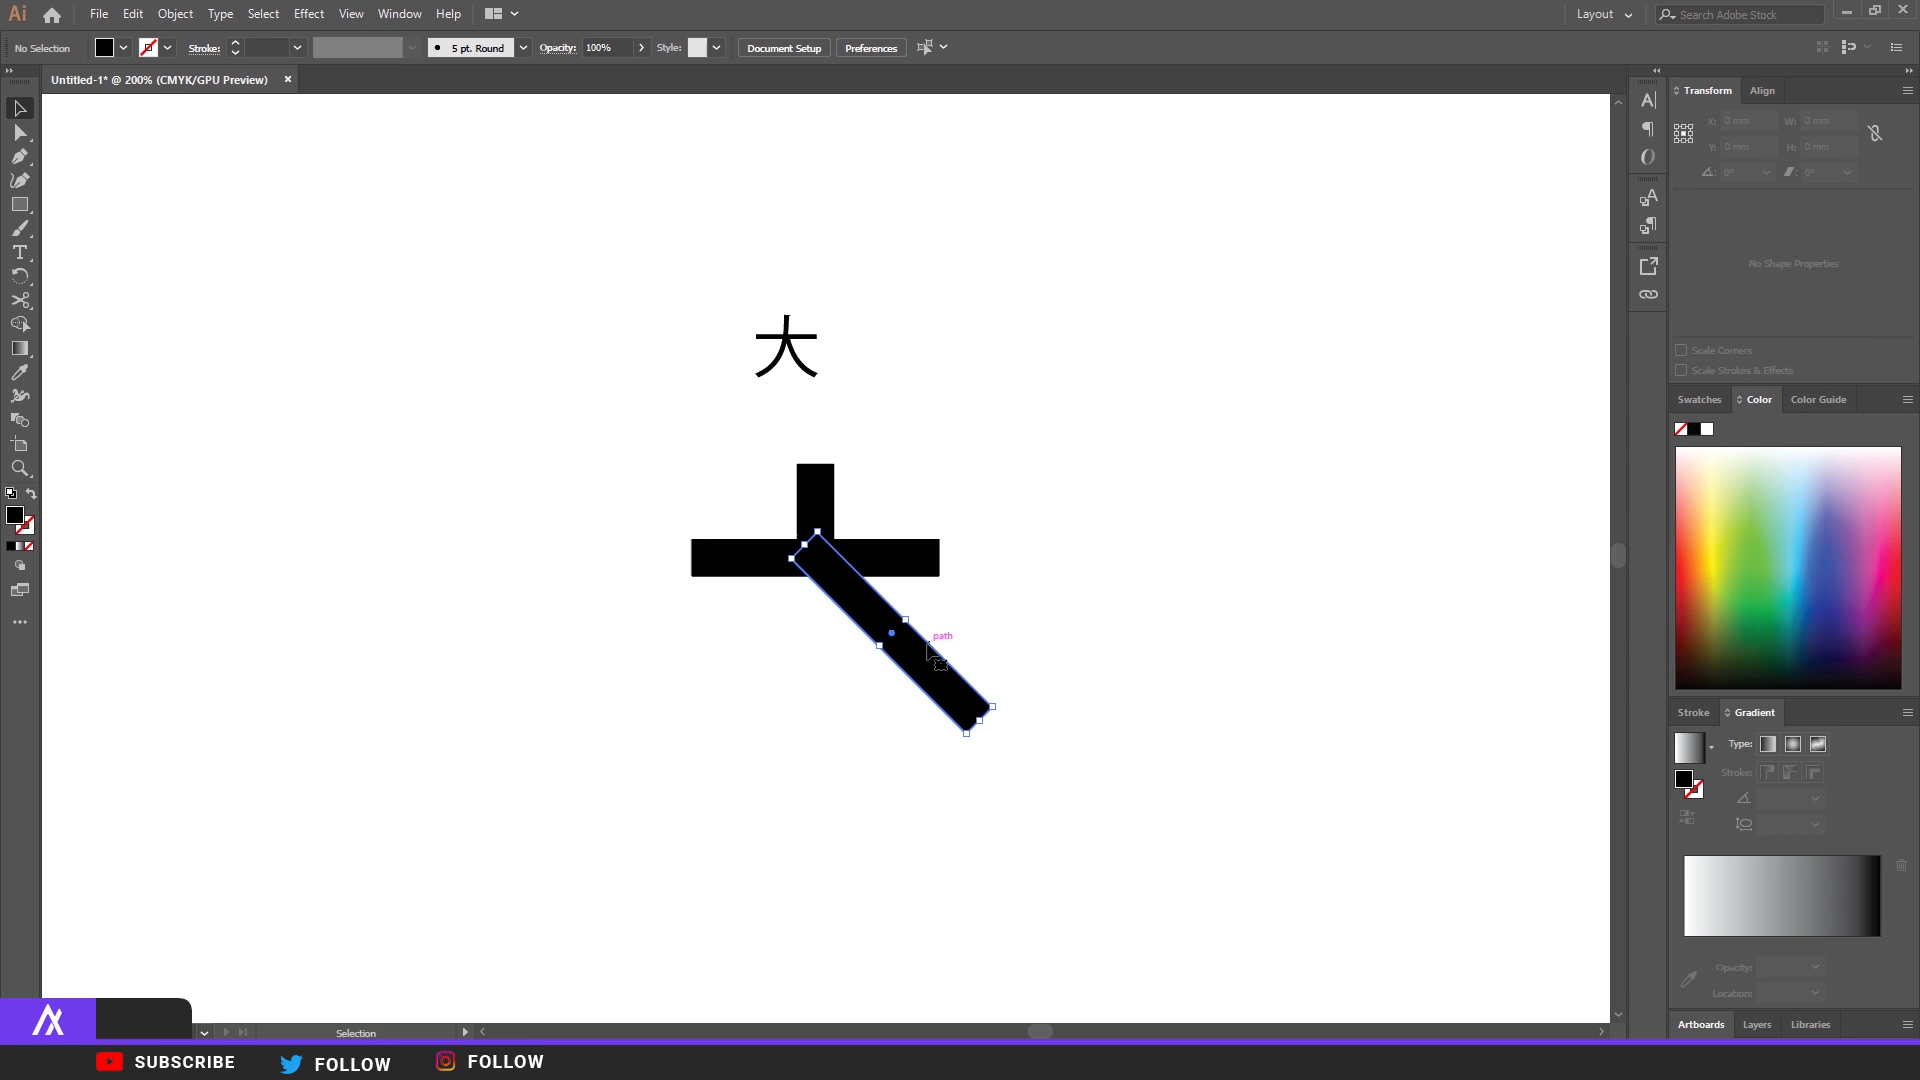 Ai File Edit Object Type Select Effect View Window Help Layout Search Adobe Stock
No Selection Stroke: 5 pt. Round Opacity: 100% Style: Document Setup Preferences
Untitled-1* @ 200% (CMYK/GPU Preview) ×
Transform Align
X: 0 mm W: 0 mm
Y: 0 mm H: 0 mm
0° 0°
No Shape Properties
大
Scale Corners
Scale Strokes & Effects
Swatches Color Color Guide
path
Stroke Gradient
Type:
Stroke:
Opacity:
Location:
Artboards Layers Libraries
Selection
SUBSCRIBE FOLLOW FOLLOW